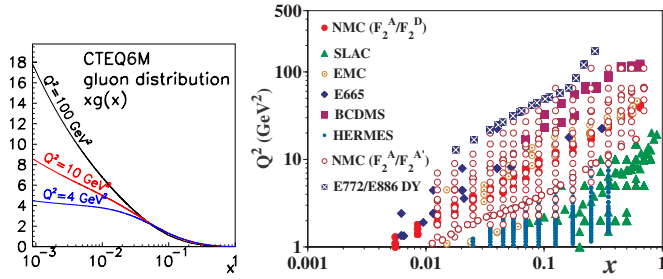 CTEQ6M
gluon distribution
xg(x)
Q²=100 GeV²
Q²=10 GeV²
Q²=4 GeV²
18
16
14
12
10
8
6
4
2
0
10⁻³ 10⁻² 10⁻¹ 1
x
500
100
10
1
Q² (GeV²)
NMC (F₂ᴬ/F₂ᴰ)
SLAC
EMC
E665
BCDMS
HERMES
NMC (F₂ᴬ/F₂ᴬ')
E772/E886 DY
0.001 0.01 0.1 x 1